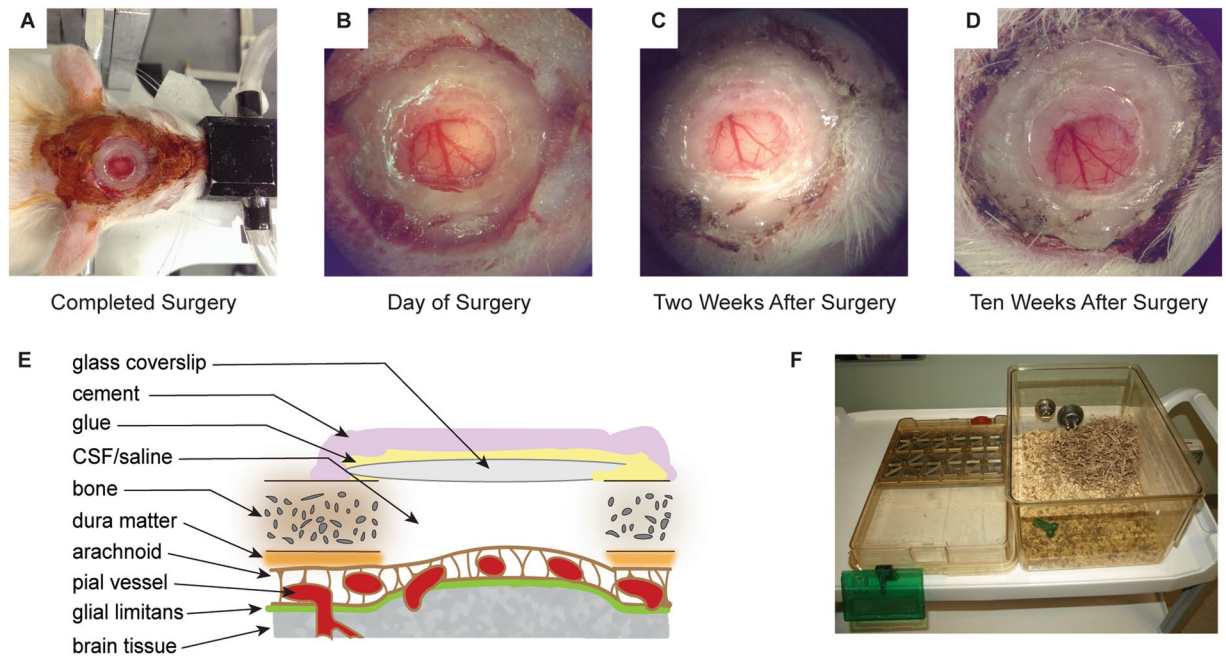 A
B
C
D
Completed Surgery
Day of Surgery
Two Weeks After Surgery
Ten Weeks After Surgery
E
glass coverslip
cement
glue
CSF/saline
bone
dura matter
arachnoid
pial vessel
glial limitans
brain tissue
F